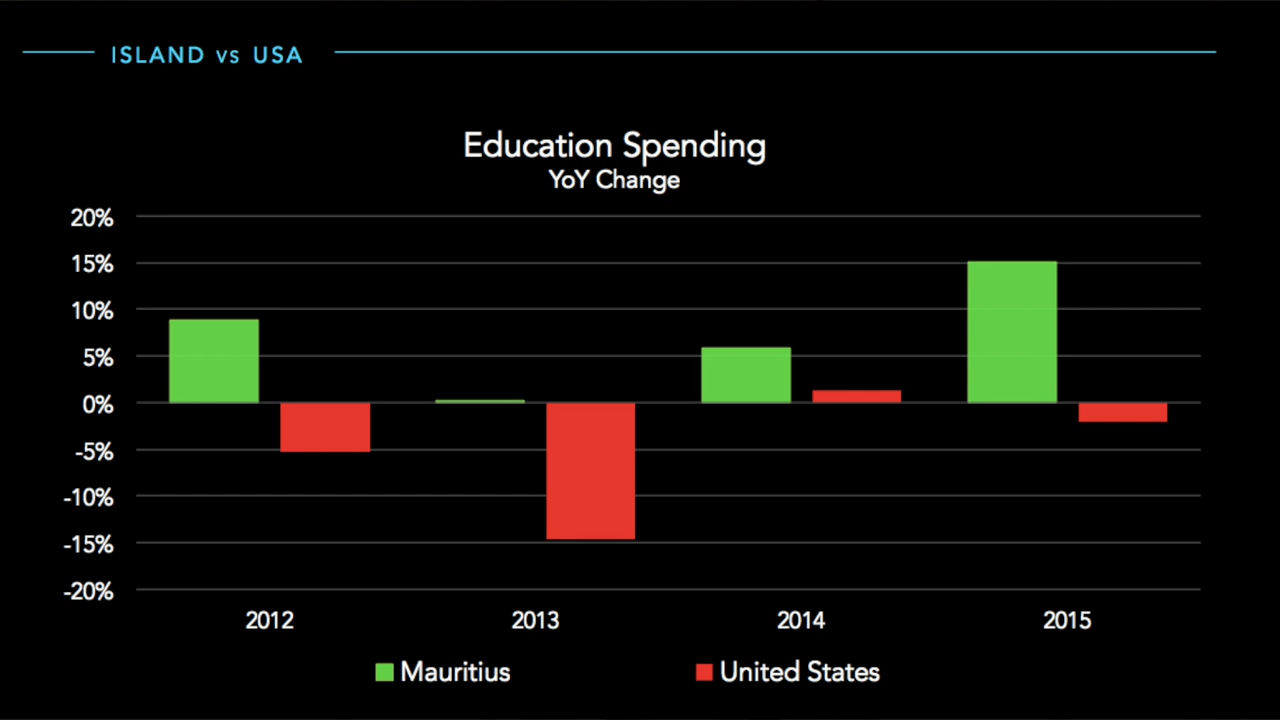 ISLAND vs USA
Education Spending
YoY Change
20%
15%
10%
5%
0%
-5%
-10%
-15%
-20%
2012 2013 2014 2015
Mauritius United States